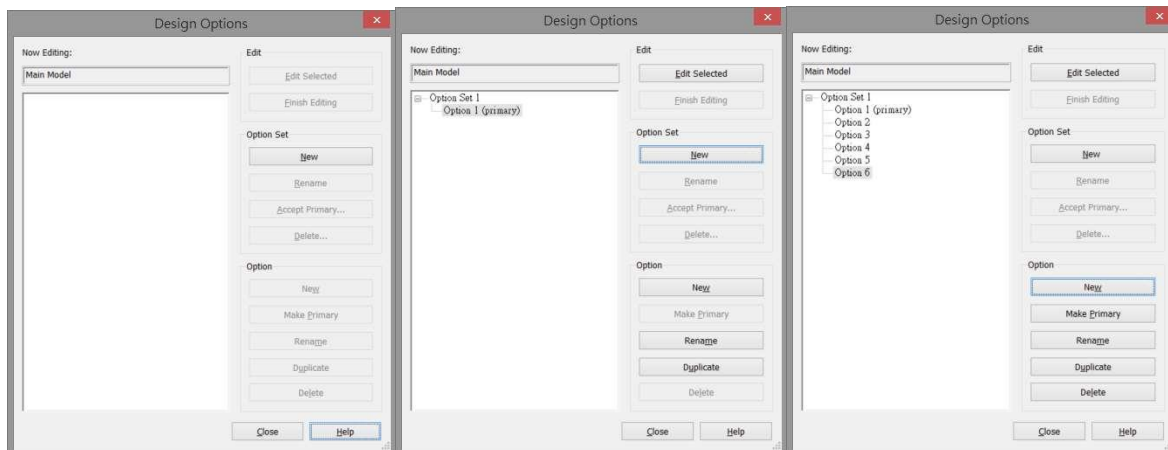 Design Options
Now Editing:
Main Model
Edit
Edit Selected
Finish Editing
Option Set
New
Rename
Accept Primary...
Delete...
Option
New
Make Primary
Rename
Duplicate
Delete
Close
Help
Design Options
Now Editing:
Main Model
Option Set 1
Option 1 (primary)
Edit
Edit Selected
Finish Editing
Option Set
New
Rename
Accept Primary...
Delete...
Option
New
Make Primary
Rename
Duplicate
Delete
Close
Help
Design Options
Now Editing:
Main Model
Option Set 1
Option 1 (primary)
Option 2
Option 3
Option 4
Option 5
Option 6
Edit
Edit Selected
Finish Editing
Option Set
New
Rename
Accept Primary...
Delete...
Option
New
Make Primary
Rename
Duplicate
Delete
Close
Help